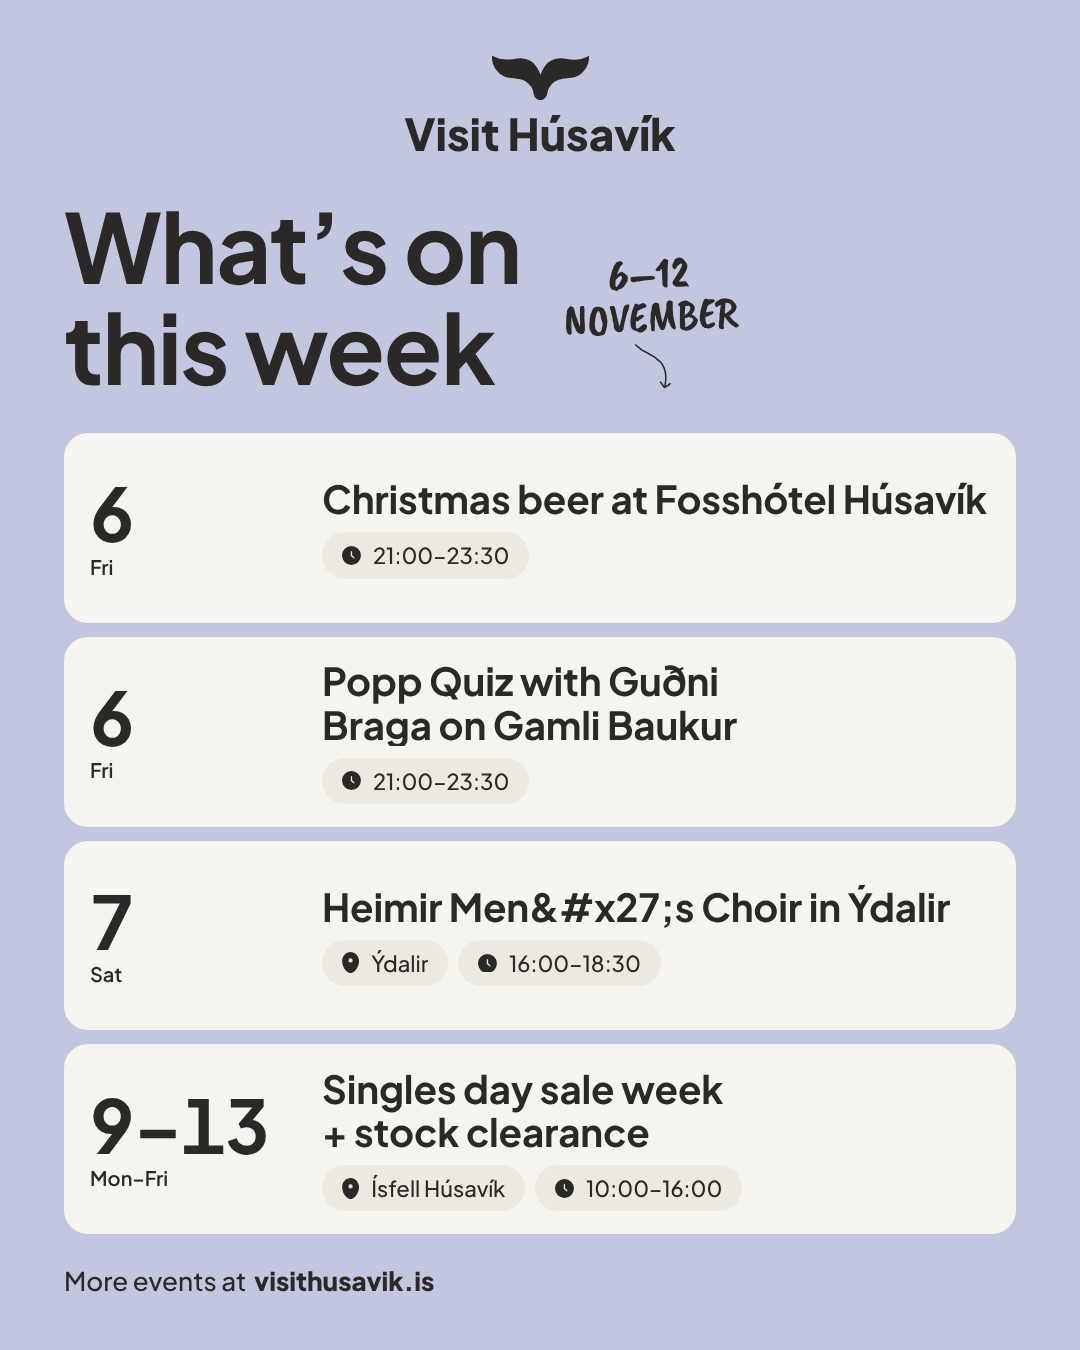 Visit Húsavík
What’s on
this week
6–12
NOVEMBER
6
Fri
Christmas beer at Fosshótel Húsavík
21:00–23:30
6
Fri
Popp Quiz with Guðni
Braga on Gamli Baukur
21:00–23:30
7
Sat
Heimir Men&#x27;s Choir in Ýdalir
Ýdalir
16:00–18:30
9–13
Mon–Fri
Singles day sale week
+ stock clearance
Ísfell Húsavík
10:00–16:00
More events at visithusavik.is